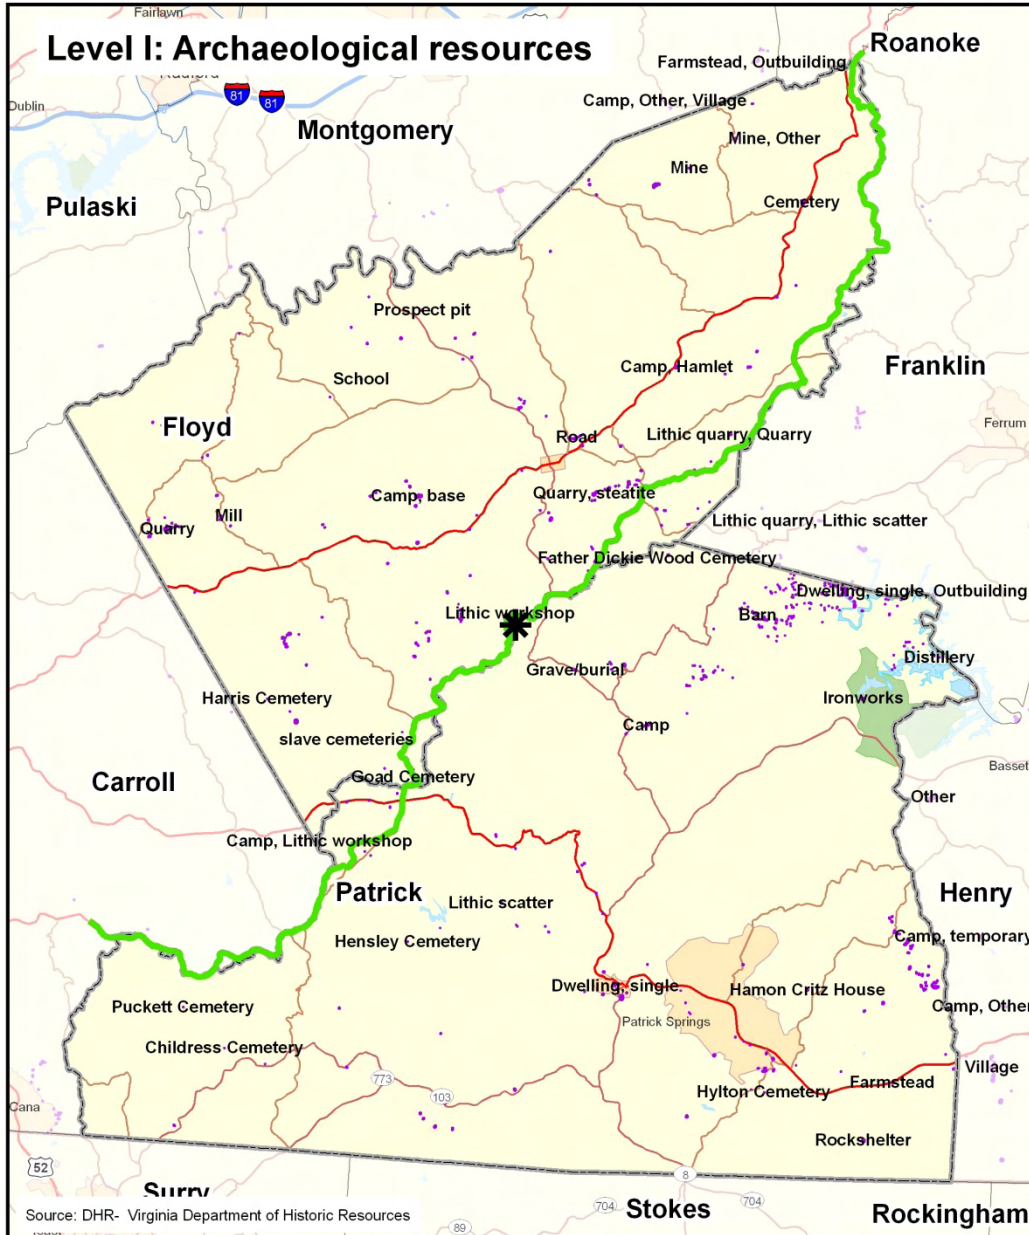 Fairlawn
Level I: Archaeological resources
Roanoke
Farmstead, Outbuilding
Radford
81
81
Dublin
Camp, Other, Village
Montgomery
Mine, Other
Mine
Pulaski
Cemetery
Prospect pit
Camp, Hamlet
Franklin
School
Floyd
Ferrum
Road
Lithic quarry, Quarry
Camp, base
Quarry, steatite
Mill
Quarry
Lithic quarry, Lithic scatter
Father Dickie Wood Cemetery
Dwelling, single, Outbuilding
Lithic workshop
Barn
Distillery
Grave/burial
Harris Cemetery
Ironworks
Camp
slave cemeteries
Basset
Carroll
Goad Cemetery
Other
Camp, Lithic workshop
Patrick
Henry
Lithic scatter
Camp, temporary
Hensley Cemetery
Dwelling, single
Hamon Critz House
Puckett Cemetery
Camp, Other
Patrick Springs
Childress Cemetery
Village
773
Farmstead
103
Hylton Cemetery
Cana
Rockshelter
52
8
Surry
704
704
Stokes
Rockingham
Source: DHR- Virginia Department of Historic Resources
89